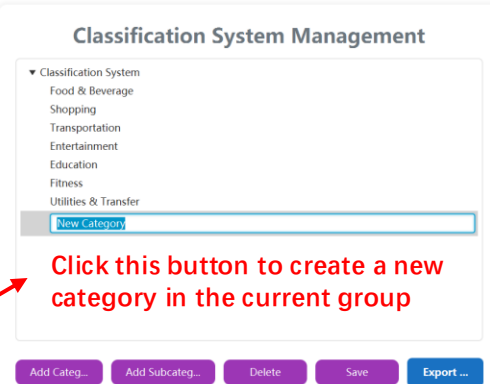 Classification System Management
▼ Classification System
Food & Beverage
Shopping
Transportation
Entertainment
Education
Fitness
Utilities & Transfer
New Category
Click this button to create a new
category in the current group
Add Categ...
Add Subcateg...
Delete
Save
Export ...